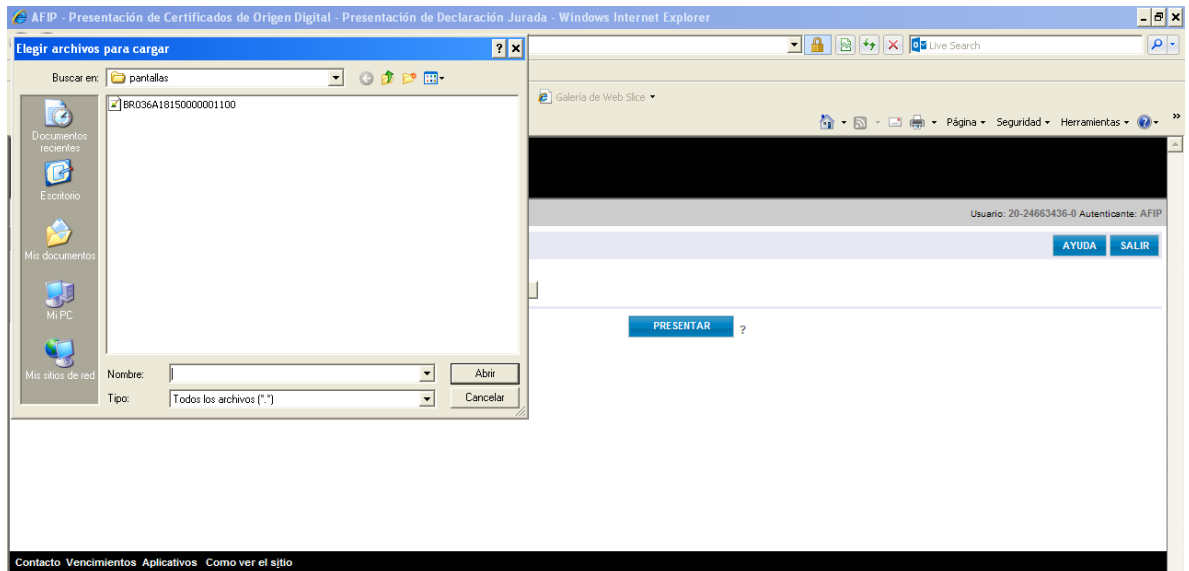 AFIP - Presentación de Certificados de Origen Digital - Presentación de Declaración Jurada - Windows Internet Explorer
Elegir archivos para cargar
Live Search
Buscar en: pantallas
BR036A18150000001100
Galería de Web Slice
Página Seguridad Herramientas
Documentos recientes
Escritorio
Usuario: 20-24663436-0 Autenticante: AFIP
AYUDA SALIR
Mis documentos
Mi PC
PRESENTAR ?
Mis sitios de red
Nombre: Abrir
Tipo: Todos los archivos (*.*) Cancelar
Contacto Vencimientos Aplicativos Como ver el sitio